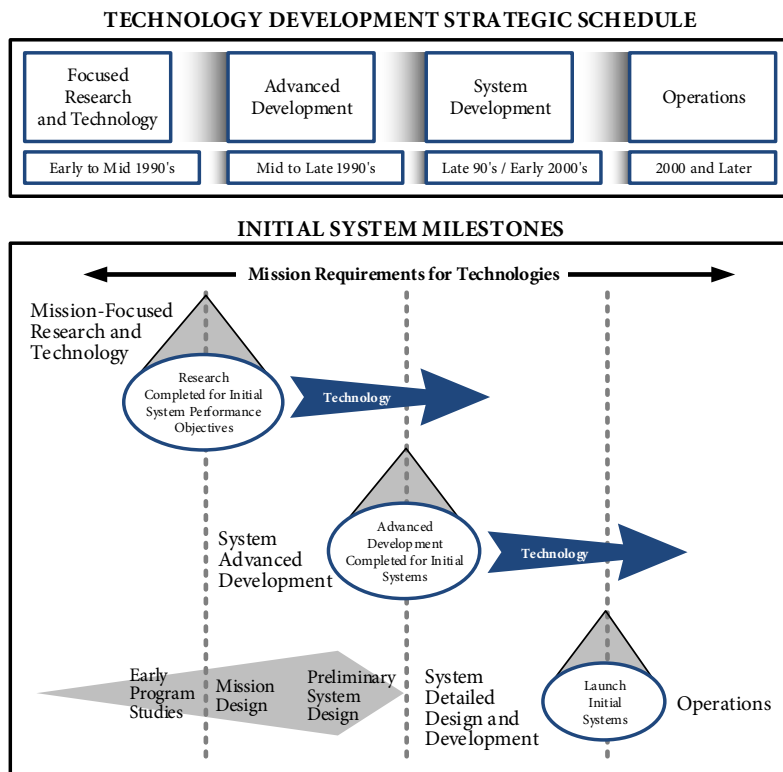 TECHNOLOGY DEVELOPMENT STRATEGIC SCHEDULE
Focused
Research
and Technology
Advanced
Development
System
Development
Operations
Early to Mid 1990's
Mid to Late 1990's
Late 90's / Early 2000's
2000 and Later
INITIAL SYSTEM MILESTONES
Mission Requirements for Technologies
Mission-Focused
Research and
Technology
Research
Completed for Initial
System Performance
Objectives
Technology
System
Advanced
Development
Advanced
Development
Completed for Initial
Systems
Technology
Early
Program
Studies
Mission
Design
Preliminary
System
Design
System
Detailed
Design and
Development
Launch
Initial
Systems
Operations